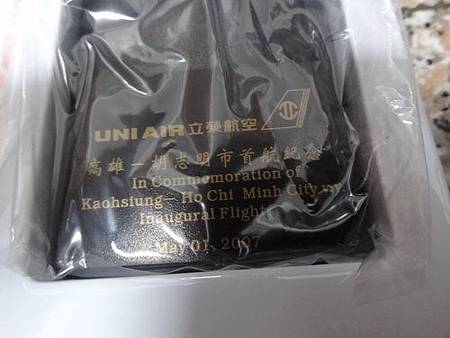 UNI AIR 立榮航空
高雄－胡志明市首航紀念
In Commemoration of
Kaohsiung－ Ho Chi Minh City
Inaugural Flight
May 01, 2007